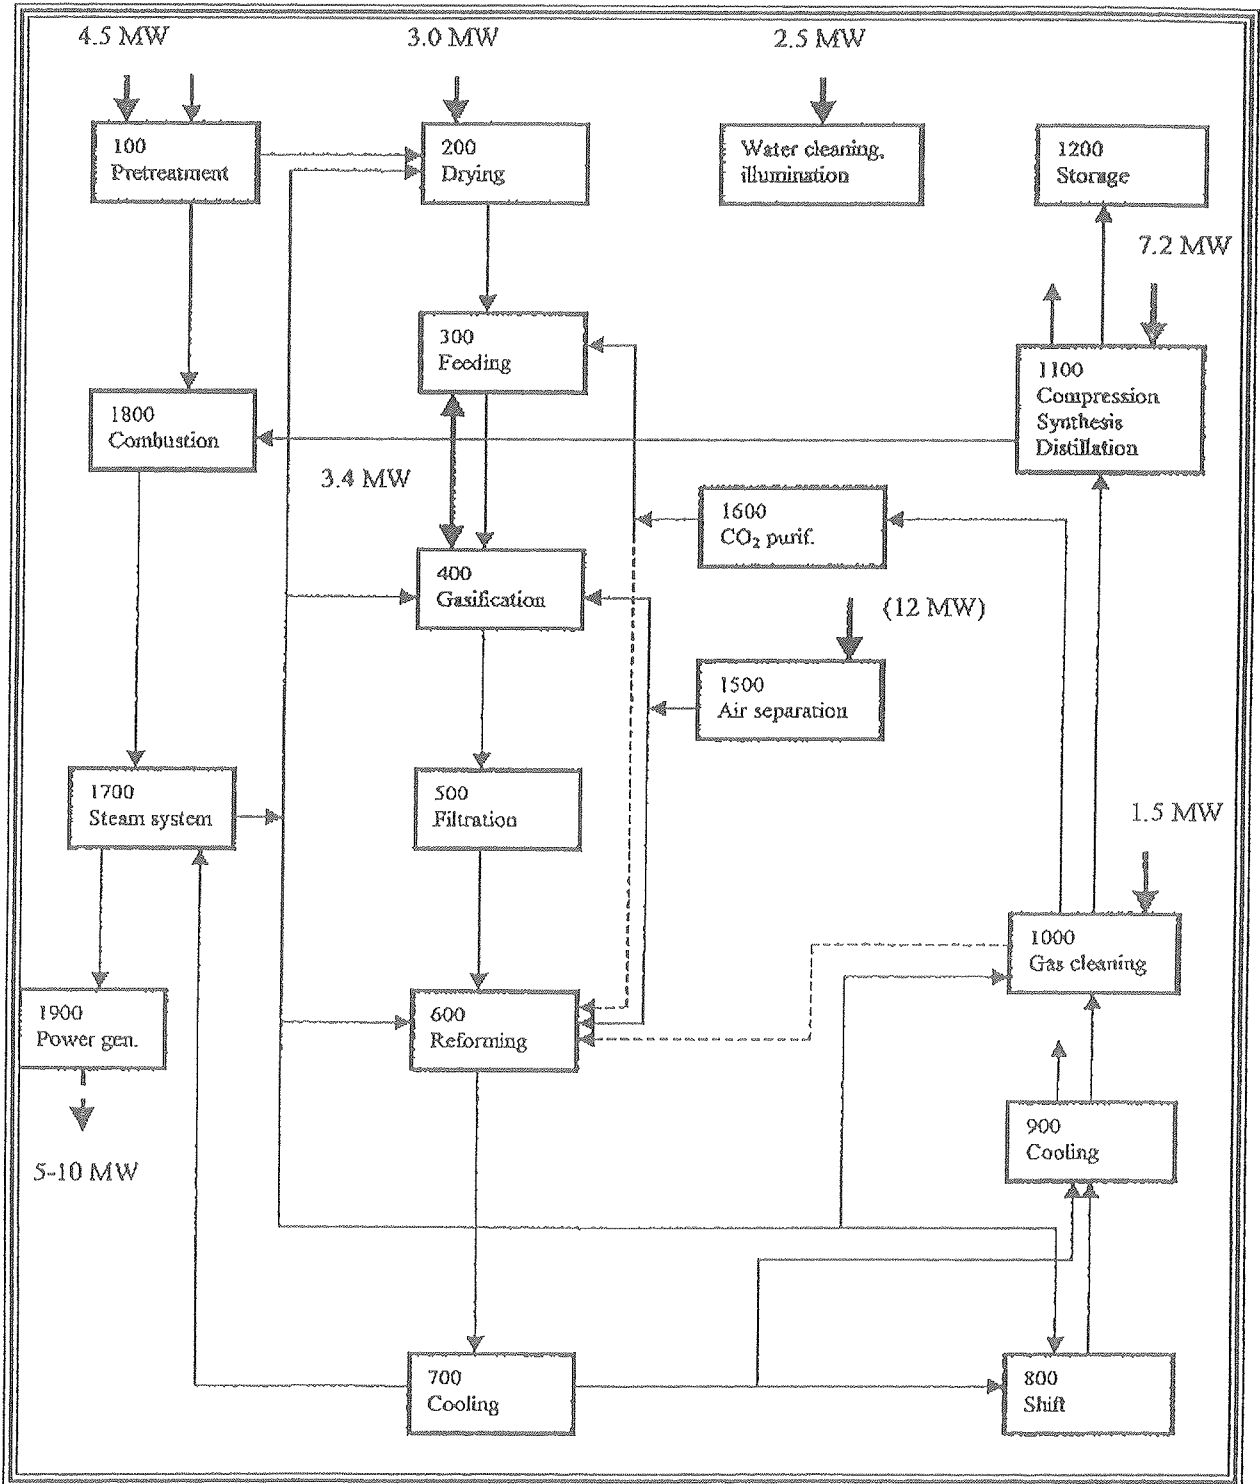 4.5 MW
3.0 MW
2.5 MW
100
Pretreatment
200
Drying
Water cleaning,
illumination
1200
Storage
7.2 MW
300
Feeding
1100
Compression
Synthesis
Distillation
1800
Combustion
3.4 MW
1600
CO₂ purif.
400
Gasification
(12 MW)
1500
Air separation
1700
Steam system
500
Filtration
1.5 MW
1000
Gas cleaning
1900
Power gen.
600
Reforming
900
Cooling
5-10 MW
700
Cooling
800
Shift